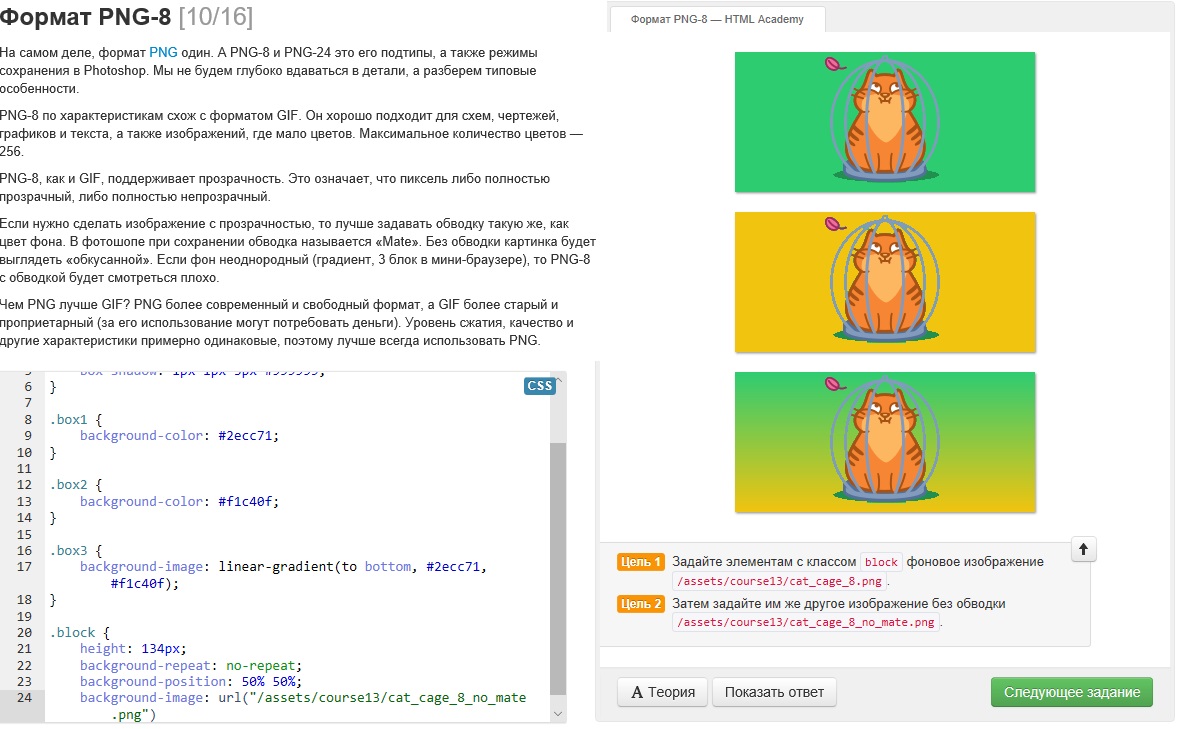 Формат PNG-8 [10/16]
На самом деле, формат PNG один. А PNG-8 и PNG-24 это его подтипы, а также режимы
сохранения в Photoshop. Мы не будем глубоко вдаваться в детали, а разберем типовые
особенности.
PNG-8 по характеристикам схож с форматом GIF. Он хорошо подходит для схем, чертежей,
графиков и текста, а также изображений, где мало цветов. Максимальное количество цветов —
256.
PNG-8, как и GIF, поддерживает прозрачность. Это означает, что пиксель либо полностью
прозрачный, либо полностью непрозрачный.
Если нужно сделать изображение с прозрачностью, то лучше задавать обводку такую же, как
цвет фона. В фотошопе при сохранении обводка называется «Mate». Без обводки картинка будет
выглядеть «обкусанной». Если фон неоднородный (градиент, 3 блок в мини-браузере), то PNG-8
с обводкой будет смотреться плохо.
Чем PNG лучше GIF? PNG более современный и свободный формат, а GIF более старый и
проприетарный (за его использование могут потребовать деньги). Уровень сжатия, качество и
другие характеристики примерно одинаковые, поэтому лучше всегда использовать PNG.
5 box-shadow: 1px 1px 3px #999999;
CSS
6 }
7
8 .box1 {
9 background-color: #2ecc71;
10 }
11
12 .box2 {
13 background-color: #f1c40f;
14 }
15
16 .box3 {
17 background-image: linear-gradient(to bottom, #2ecc71,
#f1c40f);
18 }
19
20 .block {
21 height: 134px;
22 background-repeat: no-repeat;
23 background-position: 50% 50%;
24 background-image: url("/assets/course13/cat_cage_8_no_mate
.png")
Формат PNG-8 — HTML Academy
Цель 1 Задайте элементам с классом block фоновое изображение
/assets/course13/cat_cage_8.png.
Цель 2 Затем задайте им же другое изображение без обводки
/assets/course13/cat_cage_8_no_mate.png.
A Теория
Показать ответ
Следующее задание